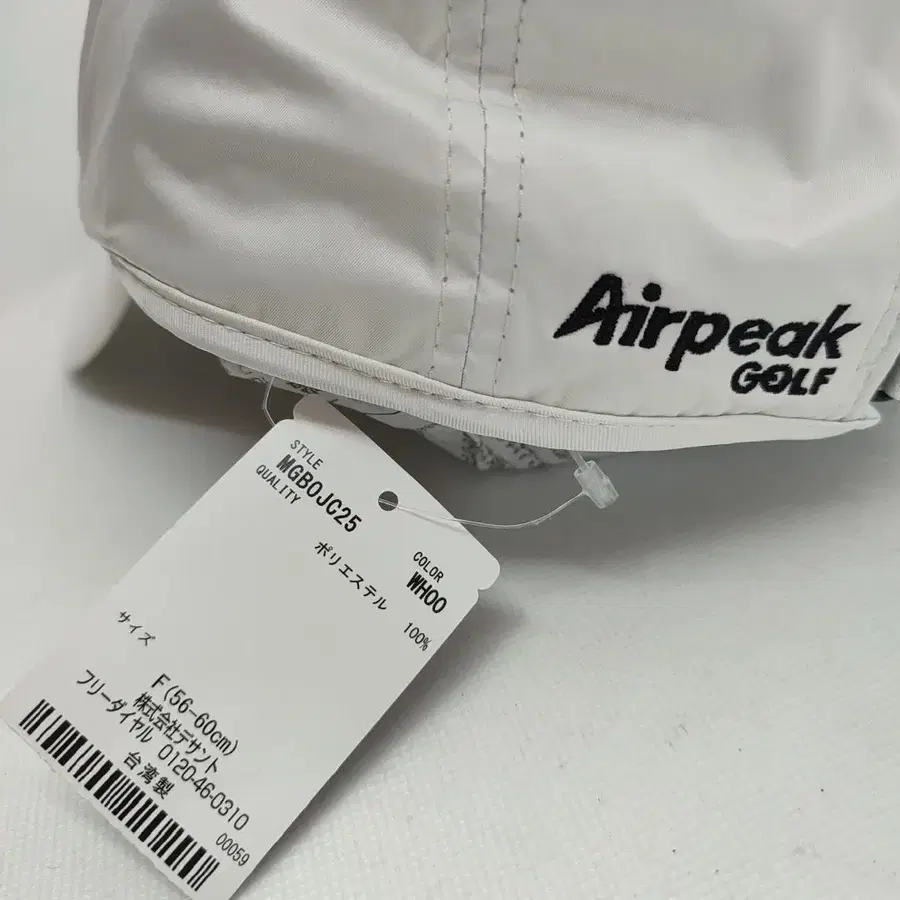 Airpeak
GOLF
STYLE
MGBOJC25
QUALITY
COLOR
WH00
ポリエステル 100%
サイズ
F(56-60cm)
株式会社デサント
フリーダイヤル 0120-46-0310
台湾製
00059